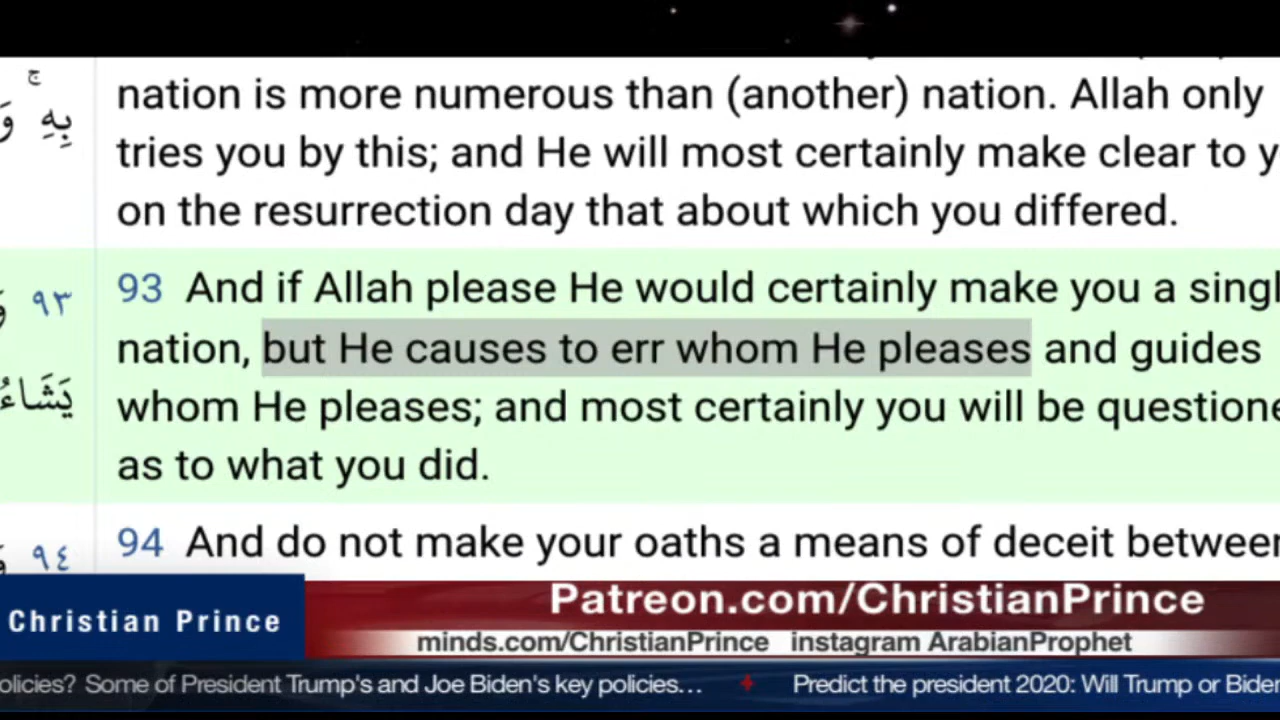 nation is more numerous than (another) nation. Allah only
بِهِ ۚ
tries you by this; and He will most certainly make clear to
on the resurrection day that about which you differed.
93 And if Allah please He would certainly make you a
٩٣
nation, but He causes to err whom He pleases and guides
يَشَاءُ
whom He pleases; and most certainly you will be
as to what you did.
94 And do not make your oaths a means of deceit
٩٤
Christian Prince
Patreon.com/ChristianPrince
minds.com/ChristianPrince instagram ArabianProphet
Some of President Trump's and Joe Biden's key policies... Predict the president 2020: Will Trump or